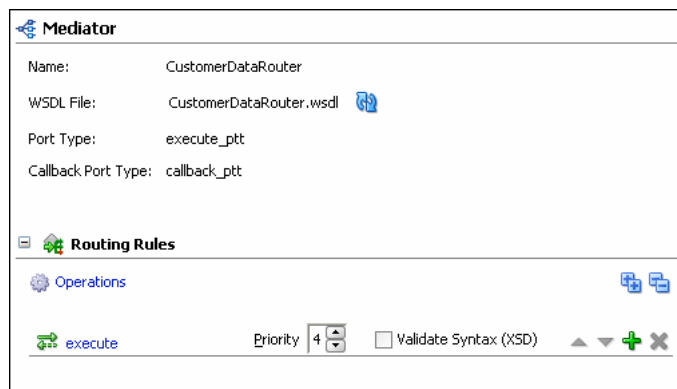 Mediator
Name: CustomerDataRouter
WSDL File: CustomerDataRouter.wsdl
Port Type: execute_ptt
Callback Port Type: callback_ptt
Routing Rules
Operations
execute Priority 4 Validate Syntax (XSD)